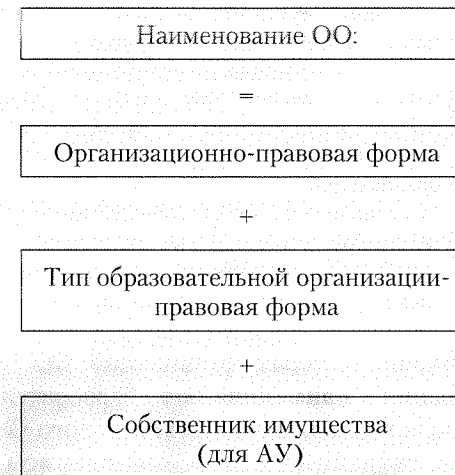 Наименование ОО:
=
Организационно-правовая форма
+
Тип образовательной организации-
правовая форма
+
Собственник имущества
(для АУ)